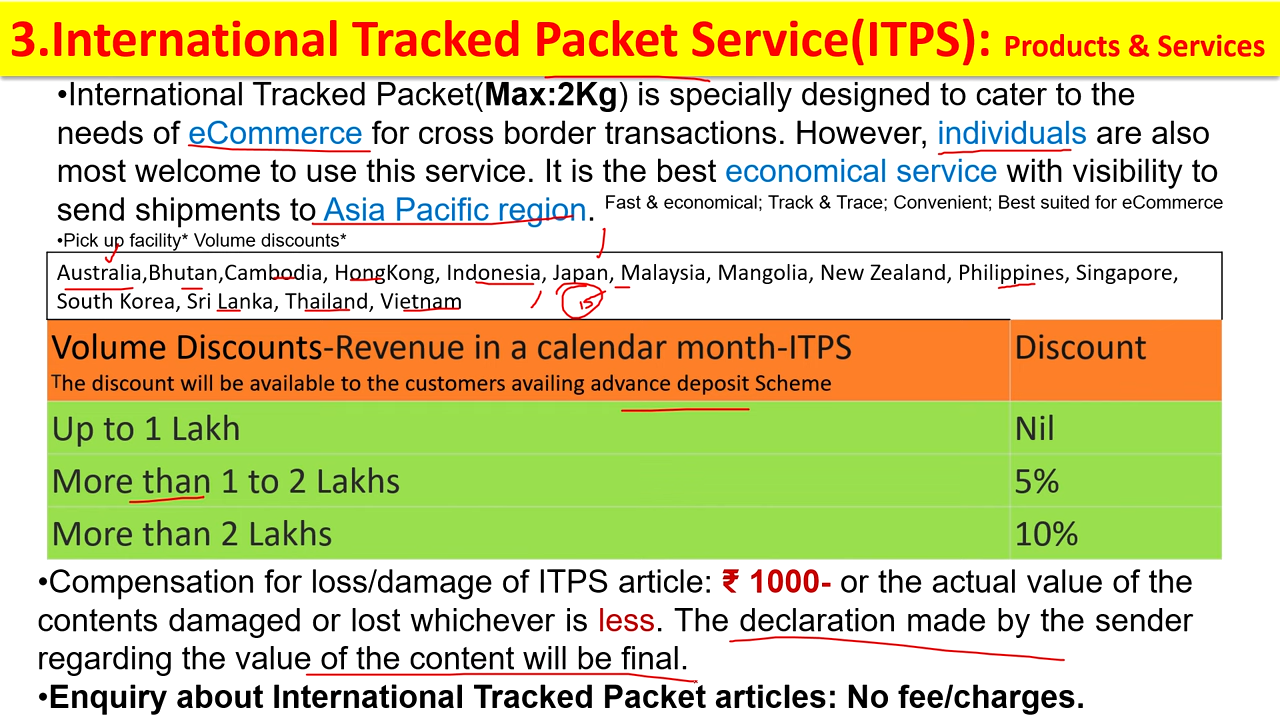 3.International Tracked Packet Service(ITPS): Products & Services
•International Tracked Packet(Max:2Kg) is specially designed to cater to the
needs of eCommerce for cross border transactions. However, individuals are also
most welcome to use this service. It is the best economical service with visibility to
send shipments to Asia Pacific region. Fast & economical; Track & Trace; Convenient; Best suited for eCommerce
•Pick up facility* Volume discounts*
Australia,Bhutan,Cambodia, HongKong, Indonesia, Japan, Malaysia, Mangolia, New Zealand, Philippines, Singapore,
South Korea, Sri Lanka, Thailand, Vietnam
15
Volume Discounts-Revenue in a calendar month-ITPS Discount
The discount will be available to the customers availing advance deposit Scheme
Up to 1 Lakh Nil
More than 1 to 2 Lakhs 5%
More than 2 Lakhs 10%
•Compensation for loss/damage of ITPS article: ₹ 1000- or the actual value of the
contents damaged or lost whichever is less. The declaration made by the sender
regarding the value of the content will be final.
•Enquiry about International Tracked Packet articles: No fee/charges.